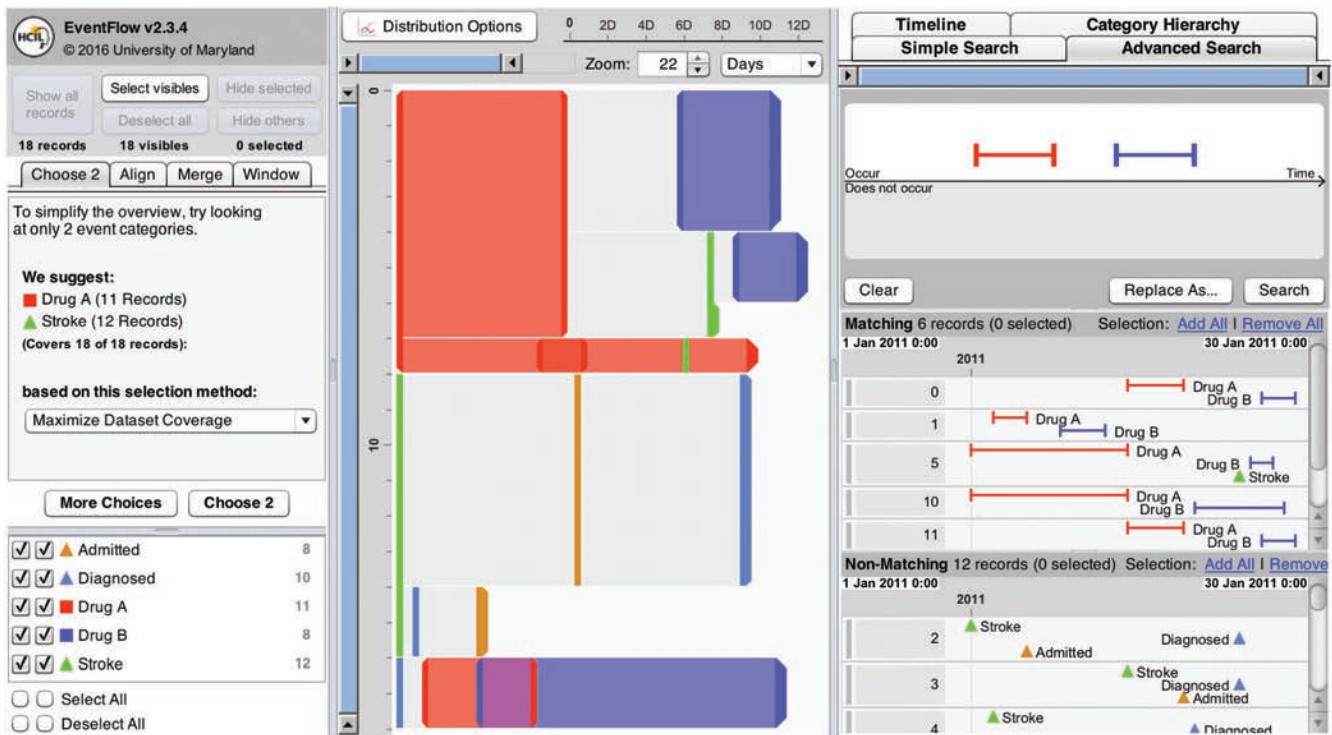 HCIL
EventFlow v2.3.4
© 2016 University of Maryland
Show all
records
Select visibles
Hide selected
Deselect all
Hide others
18 records
18 visibles
0 selected
Choose 2
Align
Merge
Window
To simplify the overview, try looking
at only 2 event categories.
We suggest:
Drug A (11 Records)
Stroke (12 Records)
(Covers 18 of 18 records):
based on this selection method:
Maximize Dataset Coverage
More Choices
Choose 2
Admitted 8
Diagnosed 10
Drug A 11
Drug B 8
Stroke 12
Select All
Deselect All
Distribution Options
0 2D 4D 6D 8D 10D 12D
Zoom: 22 Days
0
10
Timeline
Category Hierarchy
Simple Search
Advanced Search
Occur
Time
Does not occur
Clear
Replace As...
Search
Matching 6 records (0 selected) Selection: Add All | Remove All
1 Jan 2011 0:00 30 Jan 2011 0:00
2011
0 Drug A
Drug B
1 Drug A
Drug B
5 Drug A
Drug B
Stroke
10 Drug A
Drug B
11 Drug A
Drug B
Non-Matching 12 records (0 selected) Selection: Add All | Remove
1 Jan 2011 0:00 30 Jan 2011 0:00
2011
2 Stroke
Diagnosed
Admitted
3 Stroke
Diagnosed
Admitted
4 Stroke
Diagnosed